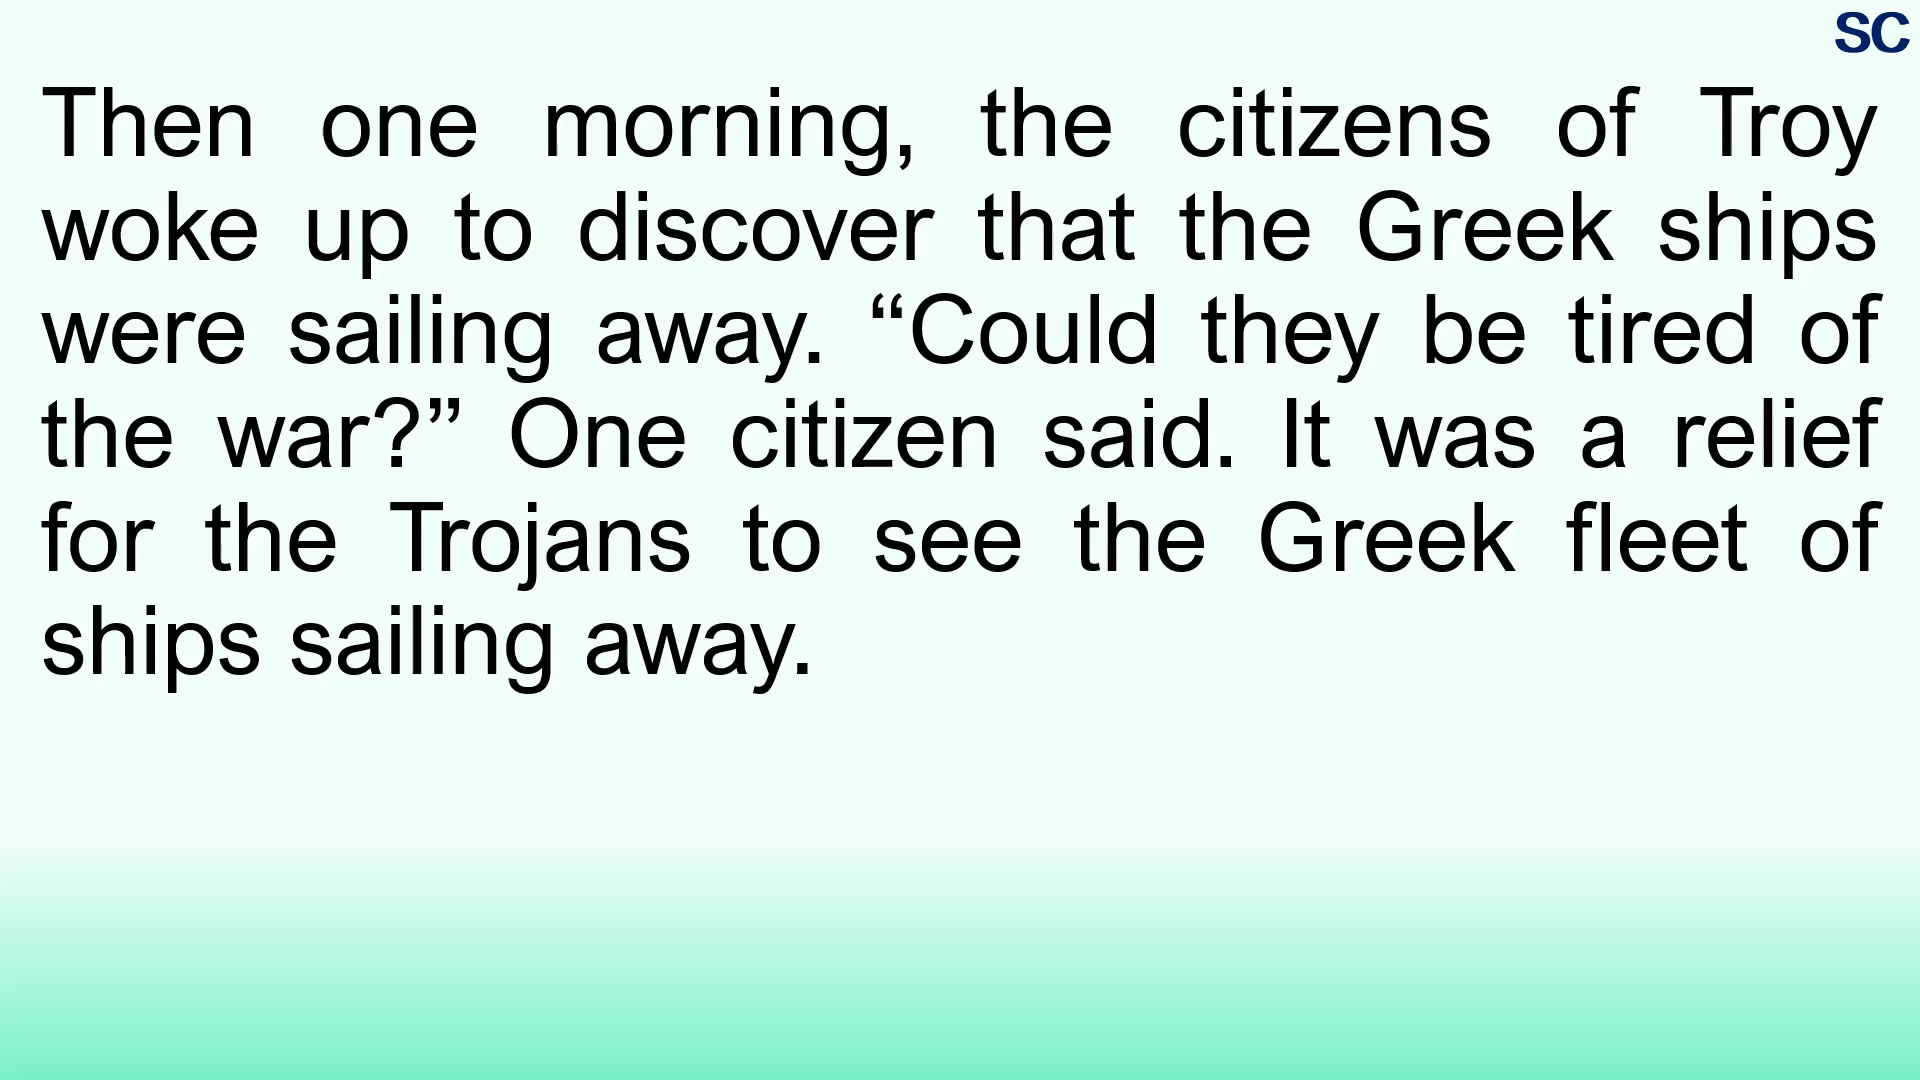 SC
Then one morning, the citizens of Troy
woke up to discover that the Greek ships
were sailing away. “Could they be tired of
the war?” One citizen said. It was a relief
for the Trojans to see the Greek fleet of
ships sailing away.